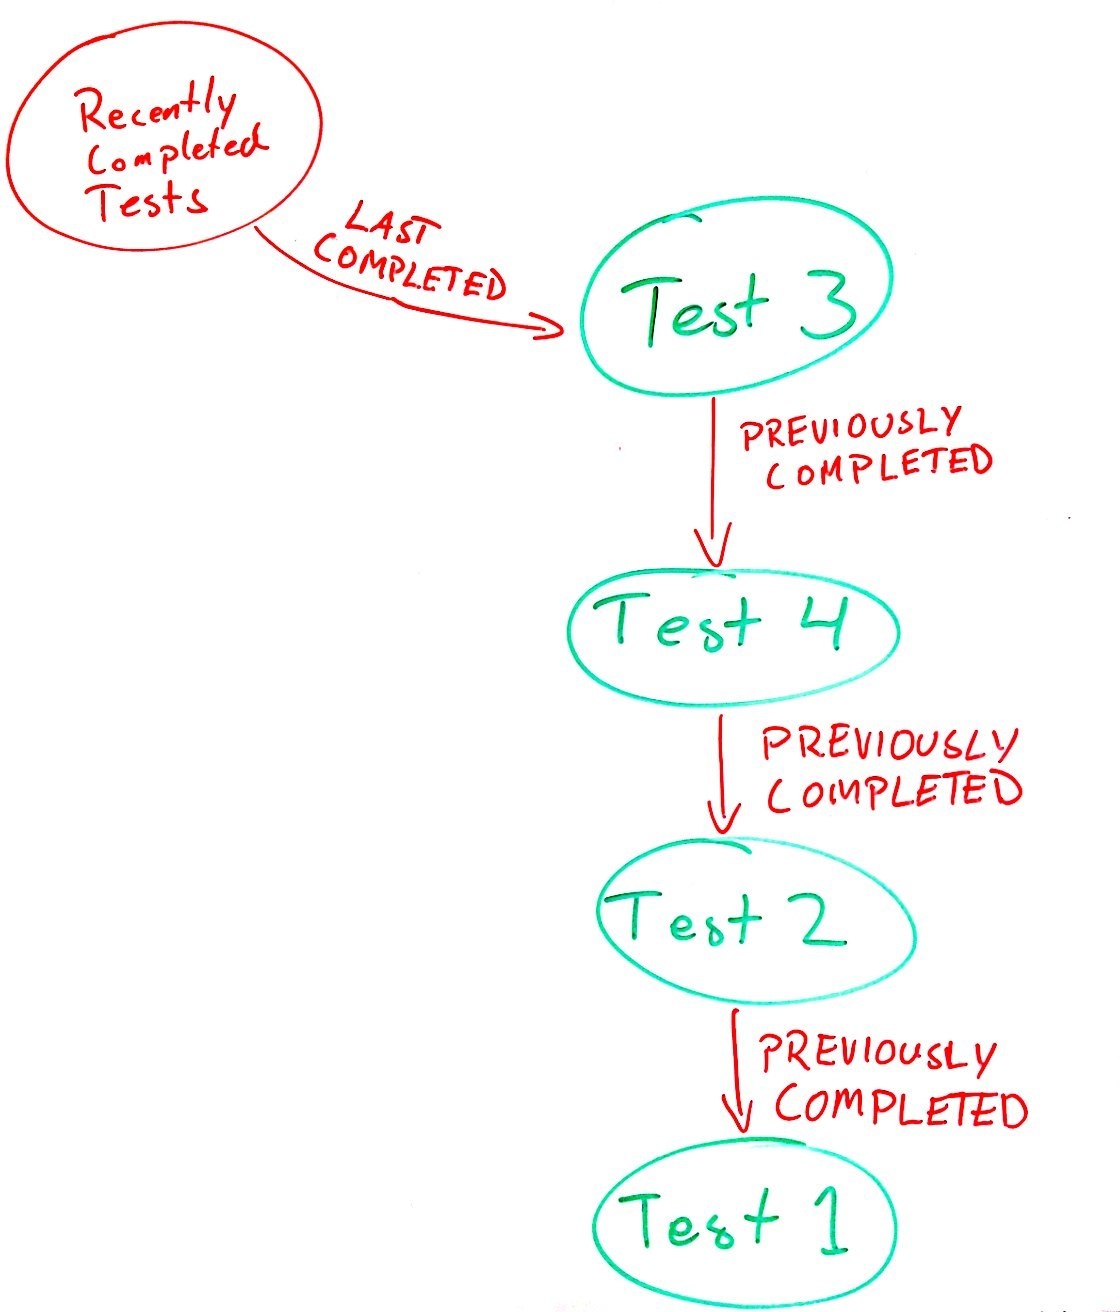 Recently
Completed
Tests
LAST
COMPLETED
Test 3
PREVIOUSLY
COMPLETED
Test 4
PREVIOUSLY
COMPLETED
Test 2
PREVIOUSLY
COMPLETED
Test 1